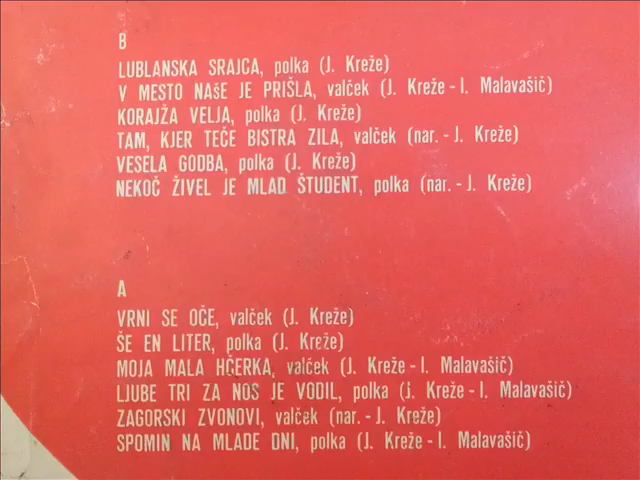 B
LUBLANSKA SRAJCA, polka (J. Kreže)
V MESTO NAšE JE PRIŠLA, valček (J. Kreže - I. Malavašič)
KORAJŽA VELJA, polka (J. Kreže)
TAM, KJER TEČE BISTRA ZILA, valček (nar. - J. Kreže)
VESELA GODBA, polka (J. Kreže)
NEKOČ ŽIVEL JE MLAD ŠTUDENT, polka (nar. - J. Kreže)
A
VRNI SE OČE, valček (J. Kreže)
ŠE EN LITER, polka (J. Kreže)
MOJA MALA HČERKA, valček (J. Kreže - I. Malavašič)
LJUBE TRI ZA NOS JE VODIL, polka (J. Kreže - I. Malavašič)
ZAGORSKI ZVONOVI, valček (nar. - J. Kreže)
SPOMIN NA MLADE DNI, polka (J. Kreže - I. Malavašič)